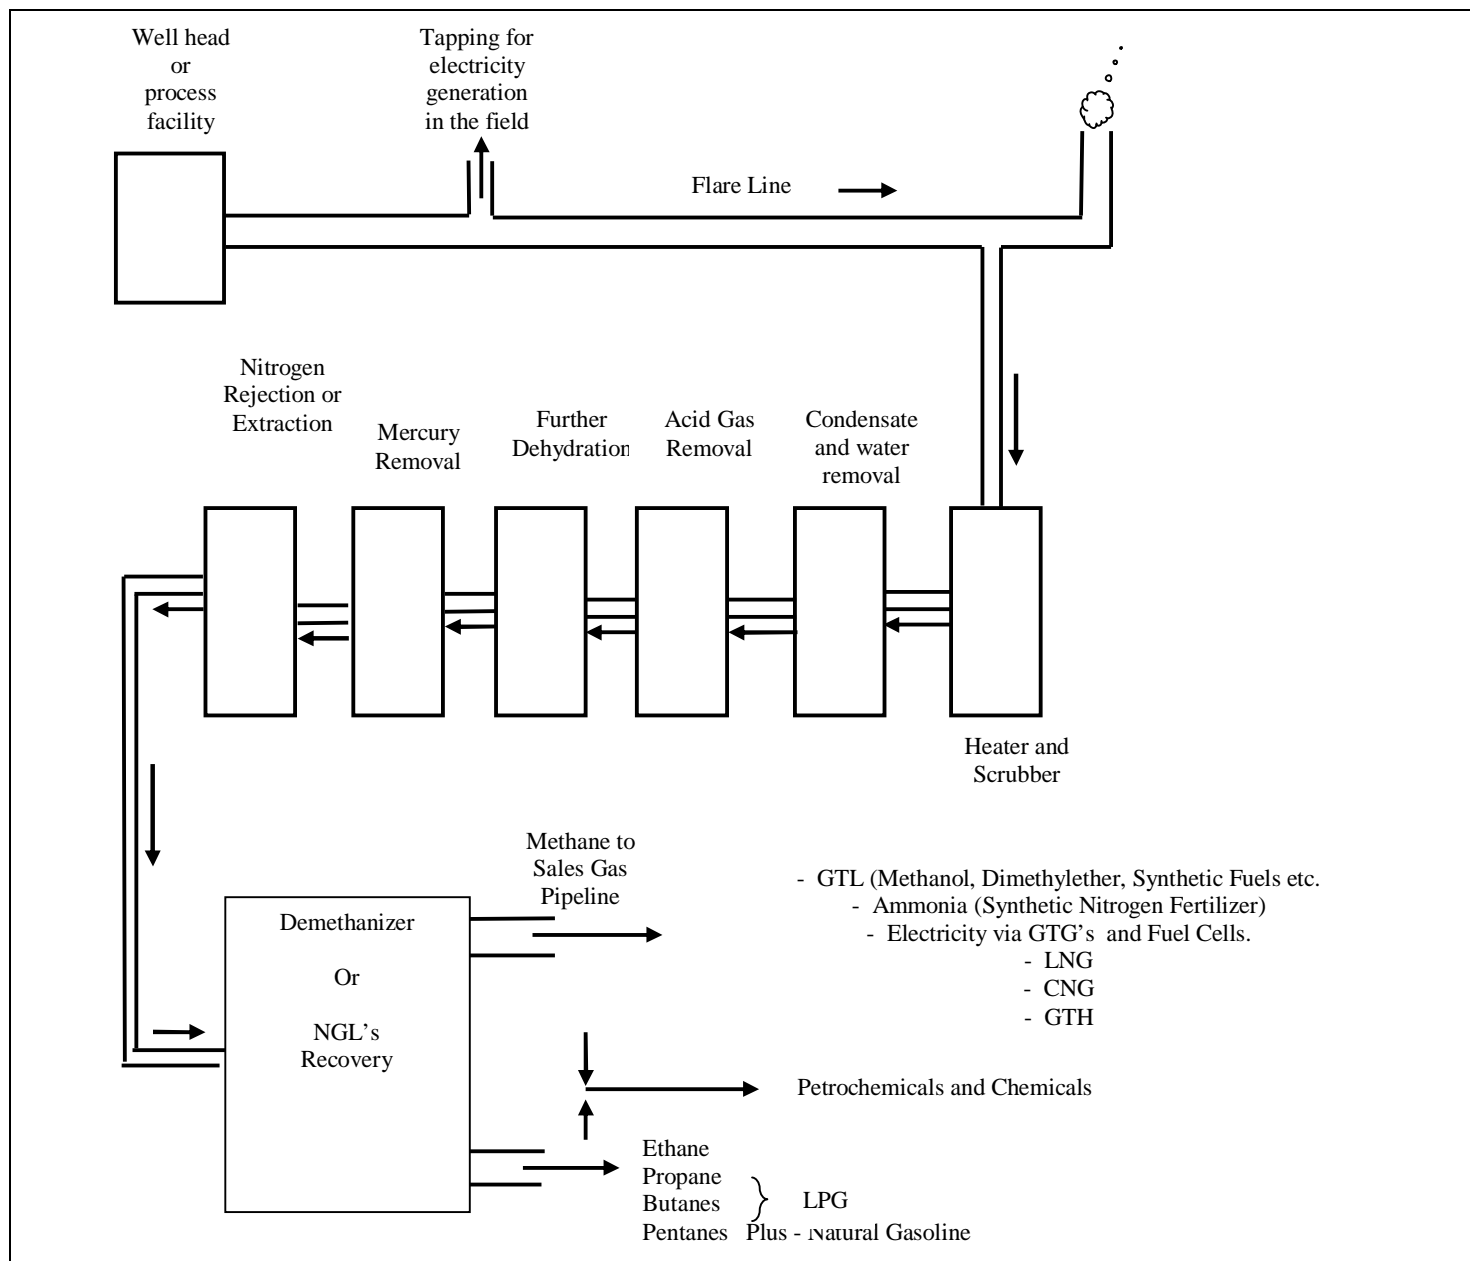 Well head
or
process
facility
Tapping for
electricity
generation
in the field
Flare Line
Nitrogen
Rejection or
Extraction
Mercury
Removal
Further
Dehydration
Acid Gas
Removal
Condensate
and water
removal
Heater and
Scrubber
Methane to
Sales Gas
Pipeline
- GTL (Methanol, Dimethylether, Synthetic Fuels etc.
- Ammonia (Synthetic Nitrogen Fertilizer)
- Electricity via GTG's and Fuel Cells.
- LNG
- CNG
- GTH
Demethanizer
Or
NGL's
Recovery
Petrochemicals and Chemicals
Ethane
Propane
Butanes
LPG
Pentanes Plus - Natural Gasoline